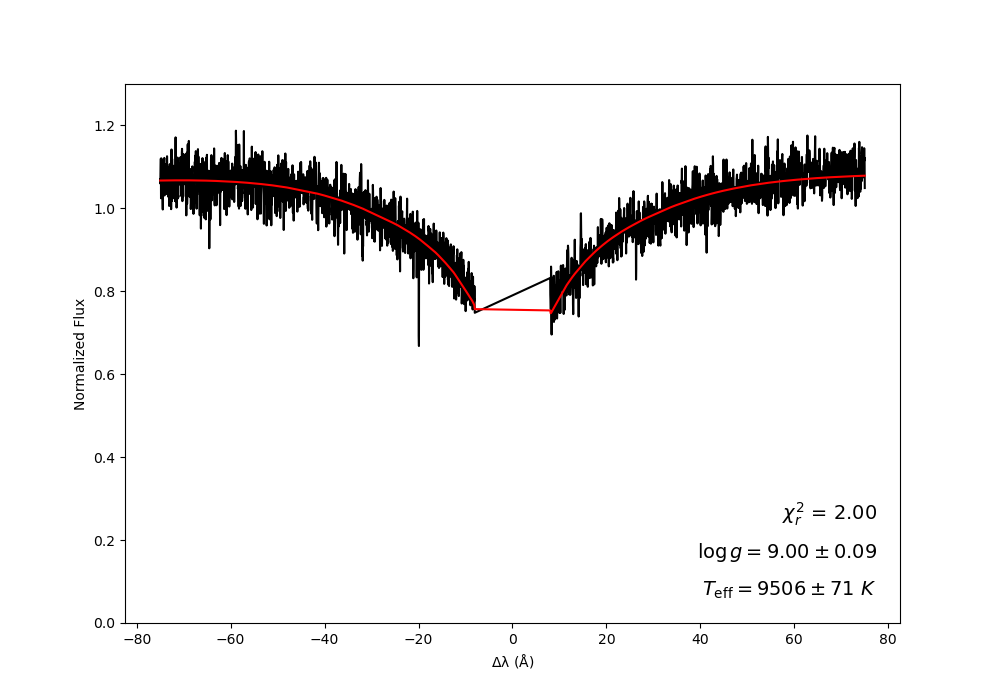 1.2
1.0
0.8
0.6
0.4
0.2
0.0
Normalized Flux
χ²ᵣ = 2.00
log g = 9.00 ± 0.09
T_eff = 9506 ± 71 K
−80 −60 −40 −20 0 20 40 60 80
Δλ (Å)